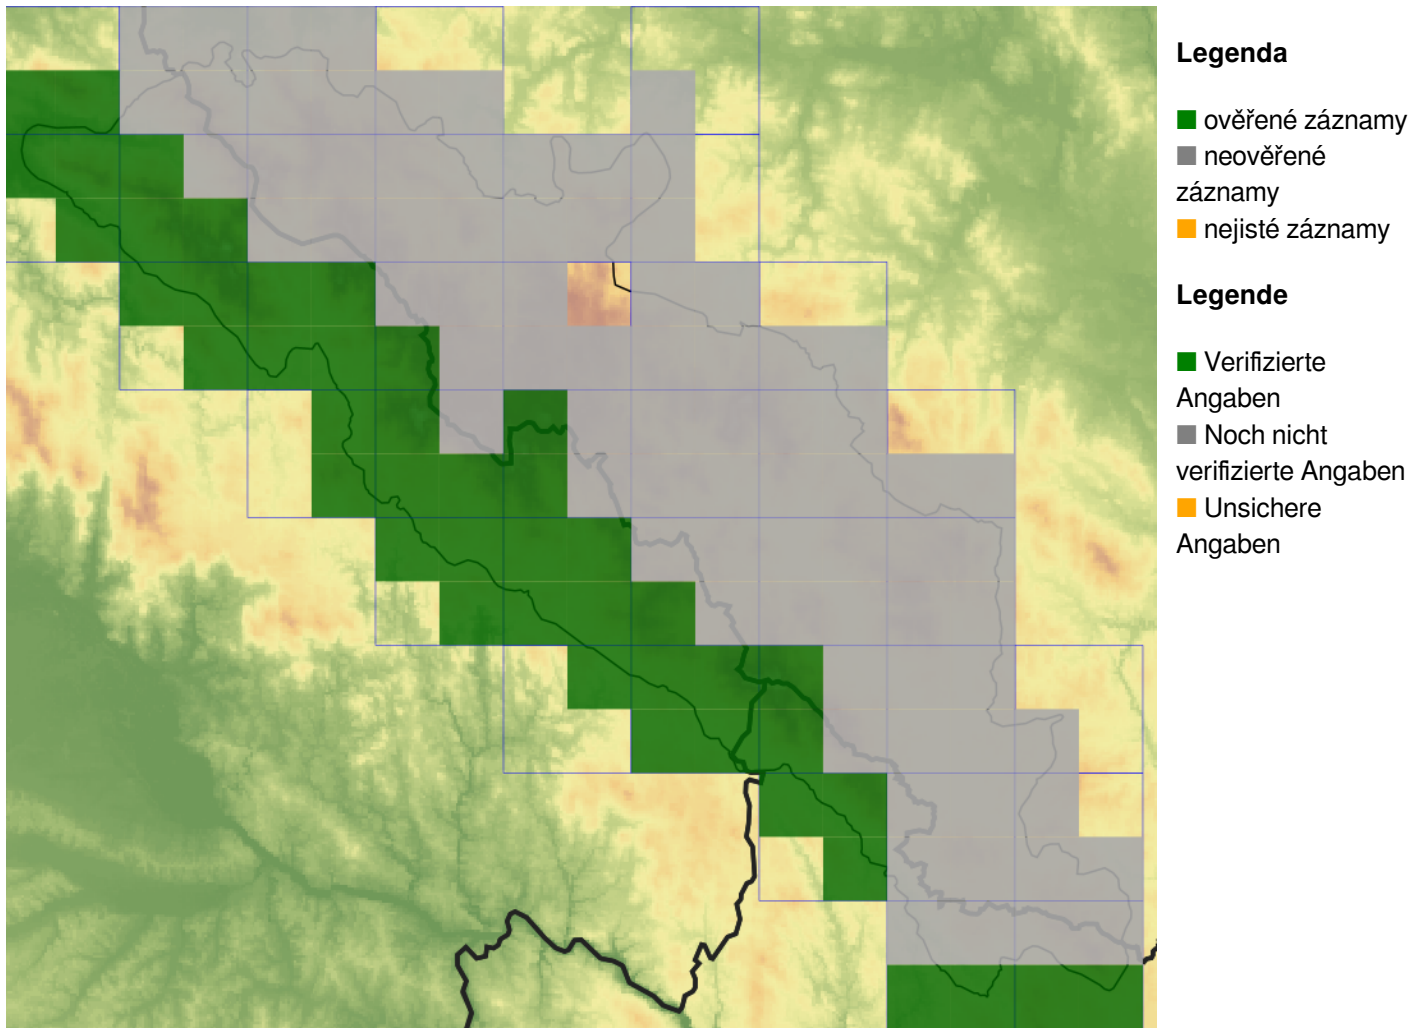 Legenda
ověřené záznamy
neověřené
záznamy
nejisté záznamy
Legende
Verifizierte
Angaben
Noch nicht
verifizierte Angaben
Unsichere
Angaben